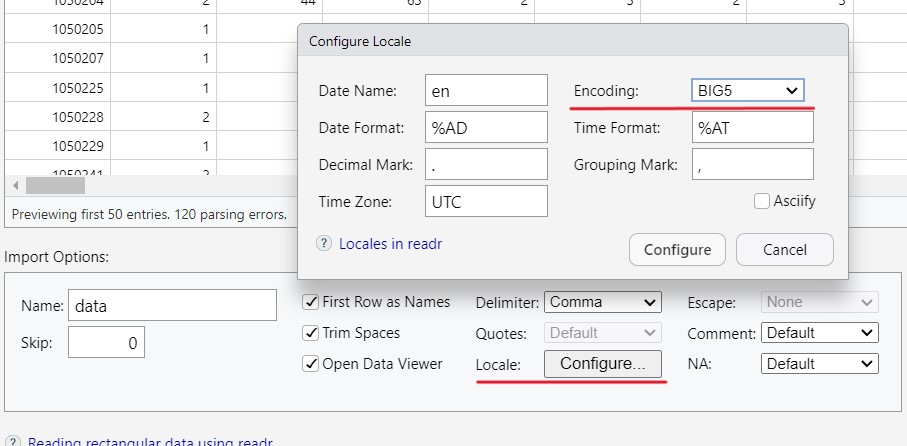 1050204 2 44 63 2 3 2 3
1050205 1
1050207 1
1050225 1
1050228 2
1050229 1
1050241 2
Previewing first 50 entries. 120 parsing errors.
Configure Locale
Date Name: en Encoding: BIG5
Date Format: %AD Time Format: %AT
Decimal Mark: . Grouping Mark: ,
Time Zone: UTC Asciify
? Locales in readr Configure Cancel
Import Options:
Name: data First Row as Names Delimiter: Comma Escape: None
Skip: 0 Trim Spaces Quotes: Default Comment: Default
Open Data Viewer Locale: Configure... NA: Default
? Reading rectangular data using readr